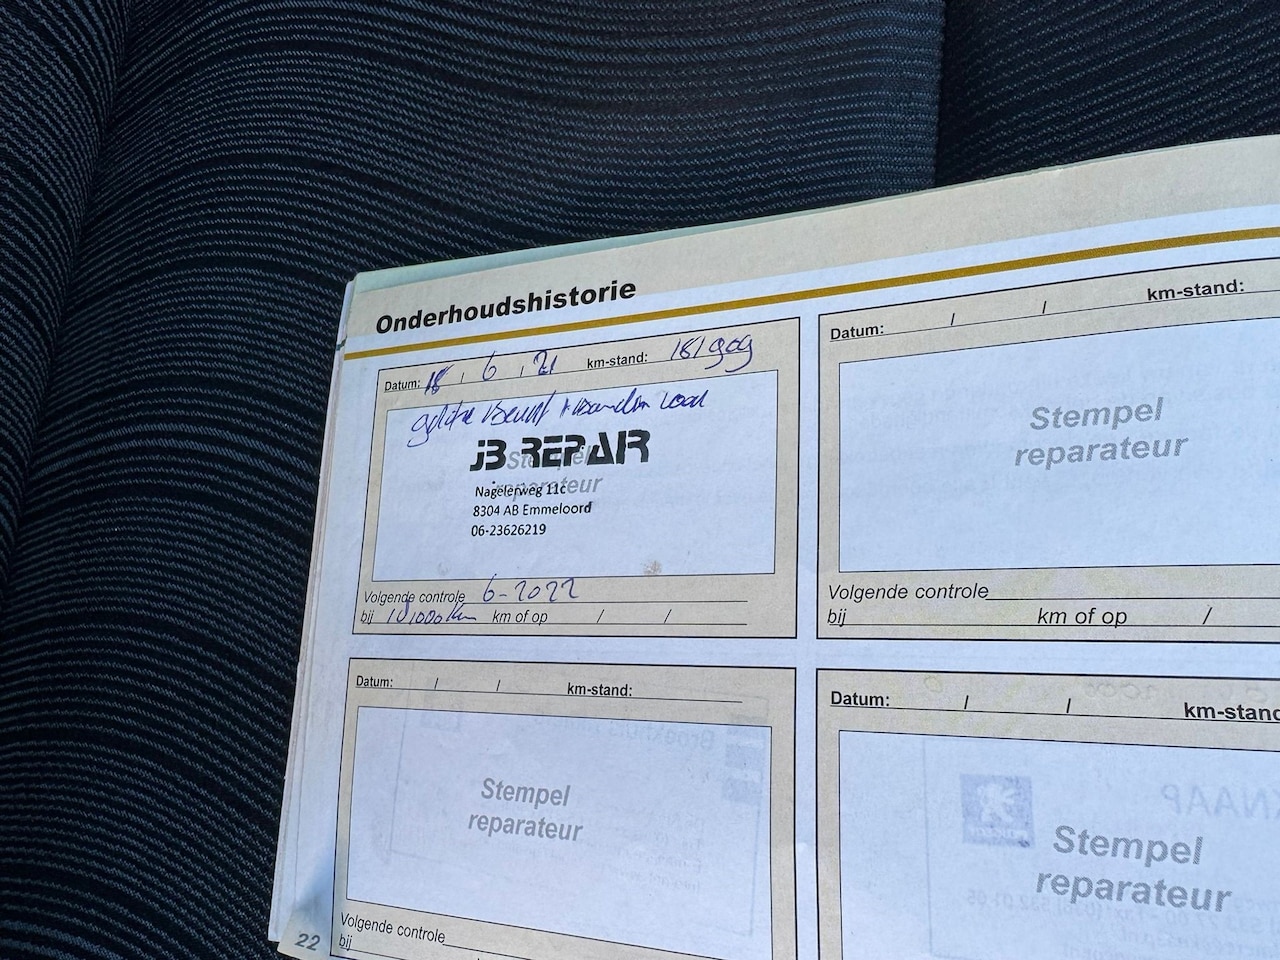 Onderhoudshistorie
Datum: 18 / 6 / 21 km-stand: 181909
JB REPAIR
Stempel
reparateur
Nagelerweg 11c
8304 AB Emmeloord
06-23626219
Volgende controle 6-2022
bij km of op / /
Datum: / / km-stand:
Stempel
reparateur
Volgende controle
bij km of op /
Datum: / / km-stand:
Stempel
reparateur
Volgende controle
bij
Datum: / / km-stand
Stempel
reparateur
22